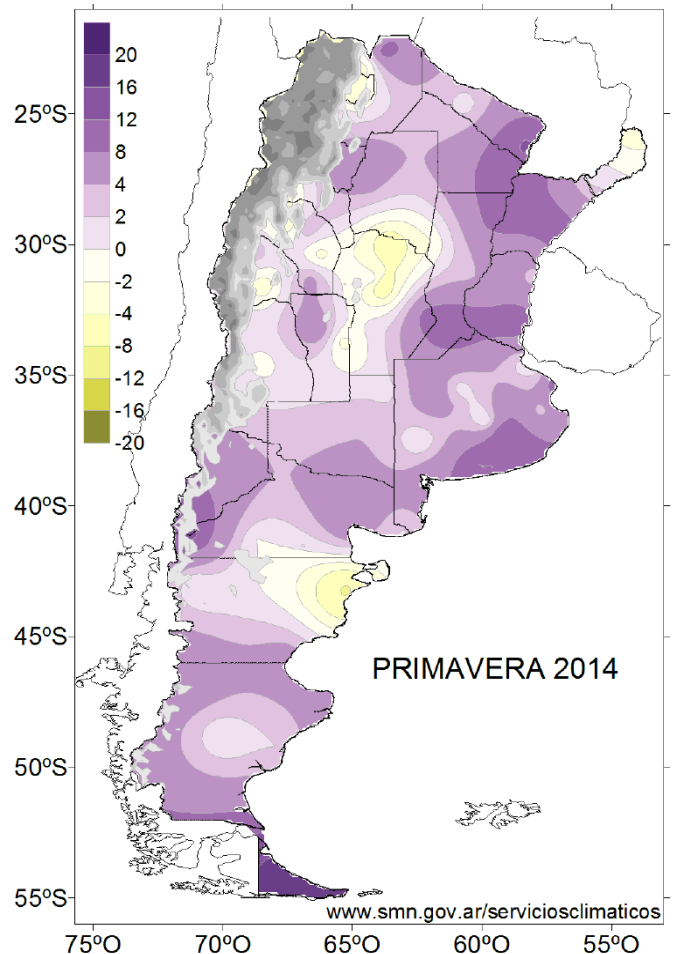 20
16
12
8
4
2
0
-2
-4
-8
-12
-16
-20
25ºS
30ºS
35ºS
40ºS
45ºS
50ºS
55ºS
PRIMAVERA 2014
www.smn.gov.ar/serviciosclimaticos
75ºO 70ºO 65ºO 60ºO 55ºO